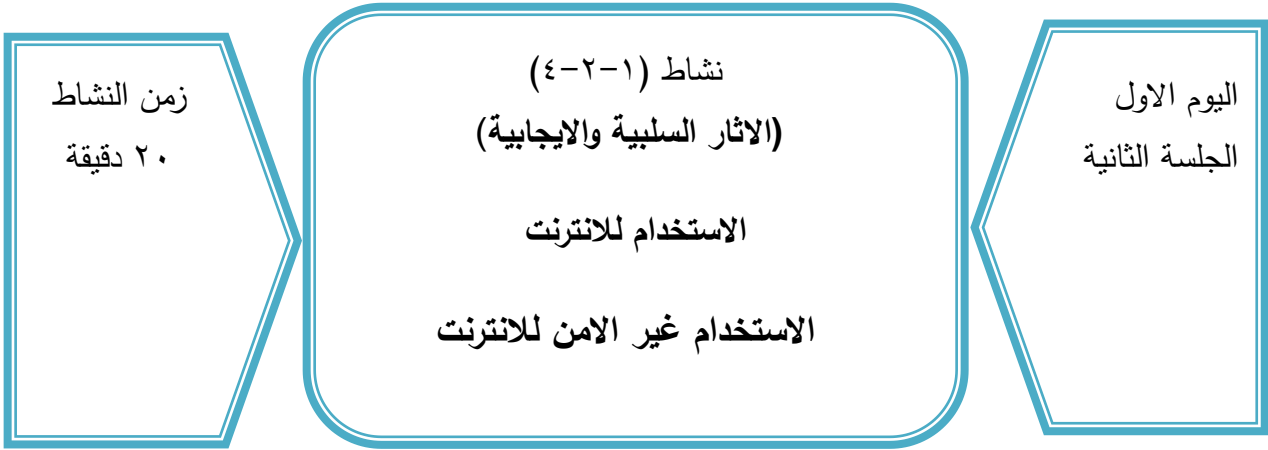 اليوم الاول
الجلسة الثانية
نشاط (١-٢-٤)
(الاثار السلبية والايجابية)
الاستخدام للانترنت
الاستخدام غير الامن للانترنت
زمن النشاط
٢٠ دقيقة